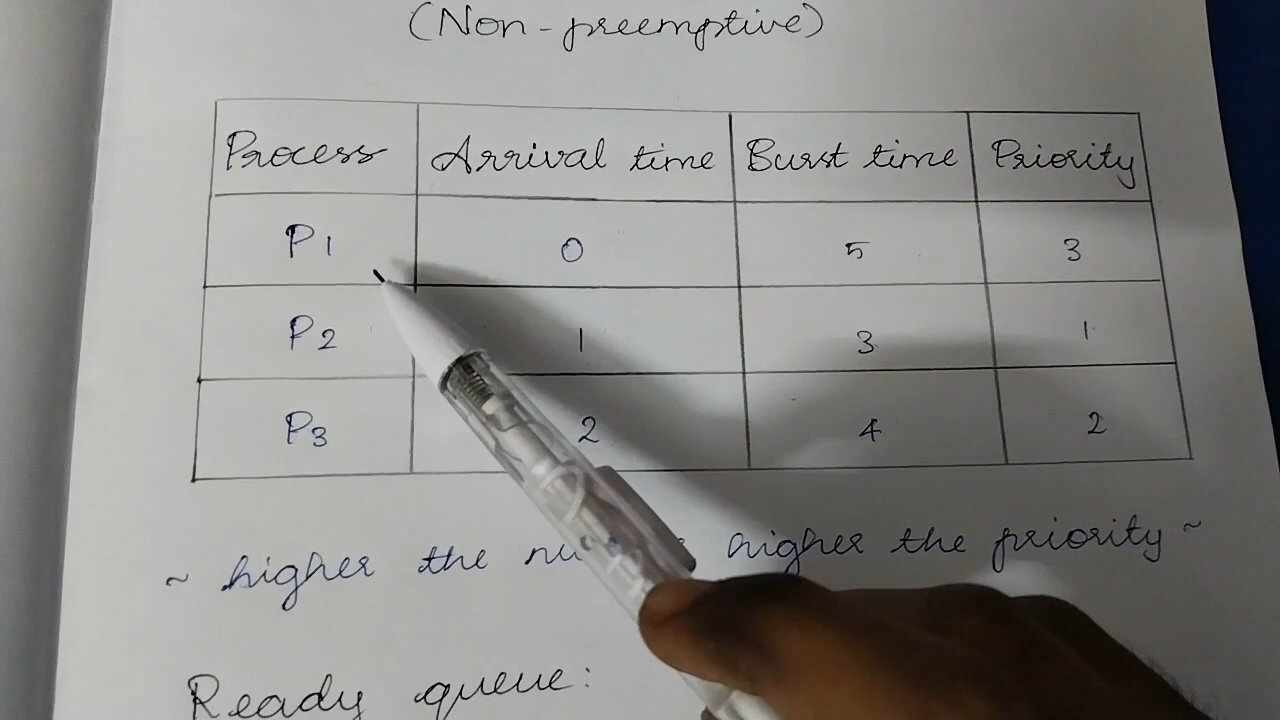 (Non-preemptive)
Process Arrival time Burst time Priority
P1 0 5 3
P2 1 3 1
P3 2 4 2
~ higher the higher the priority ~
Ready queue: